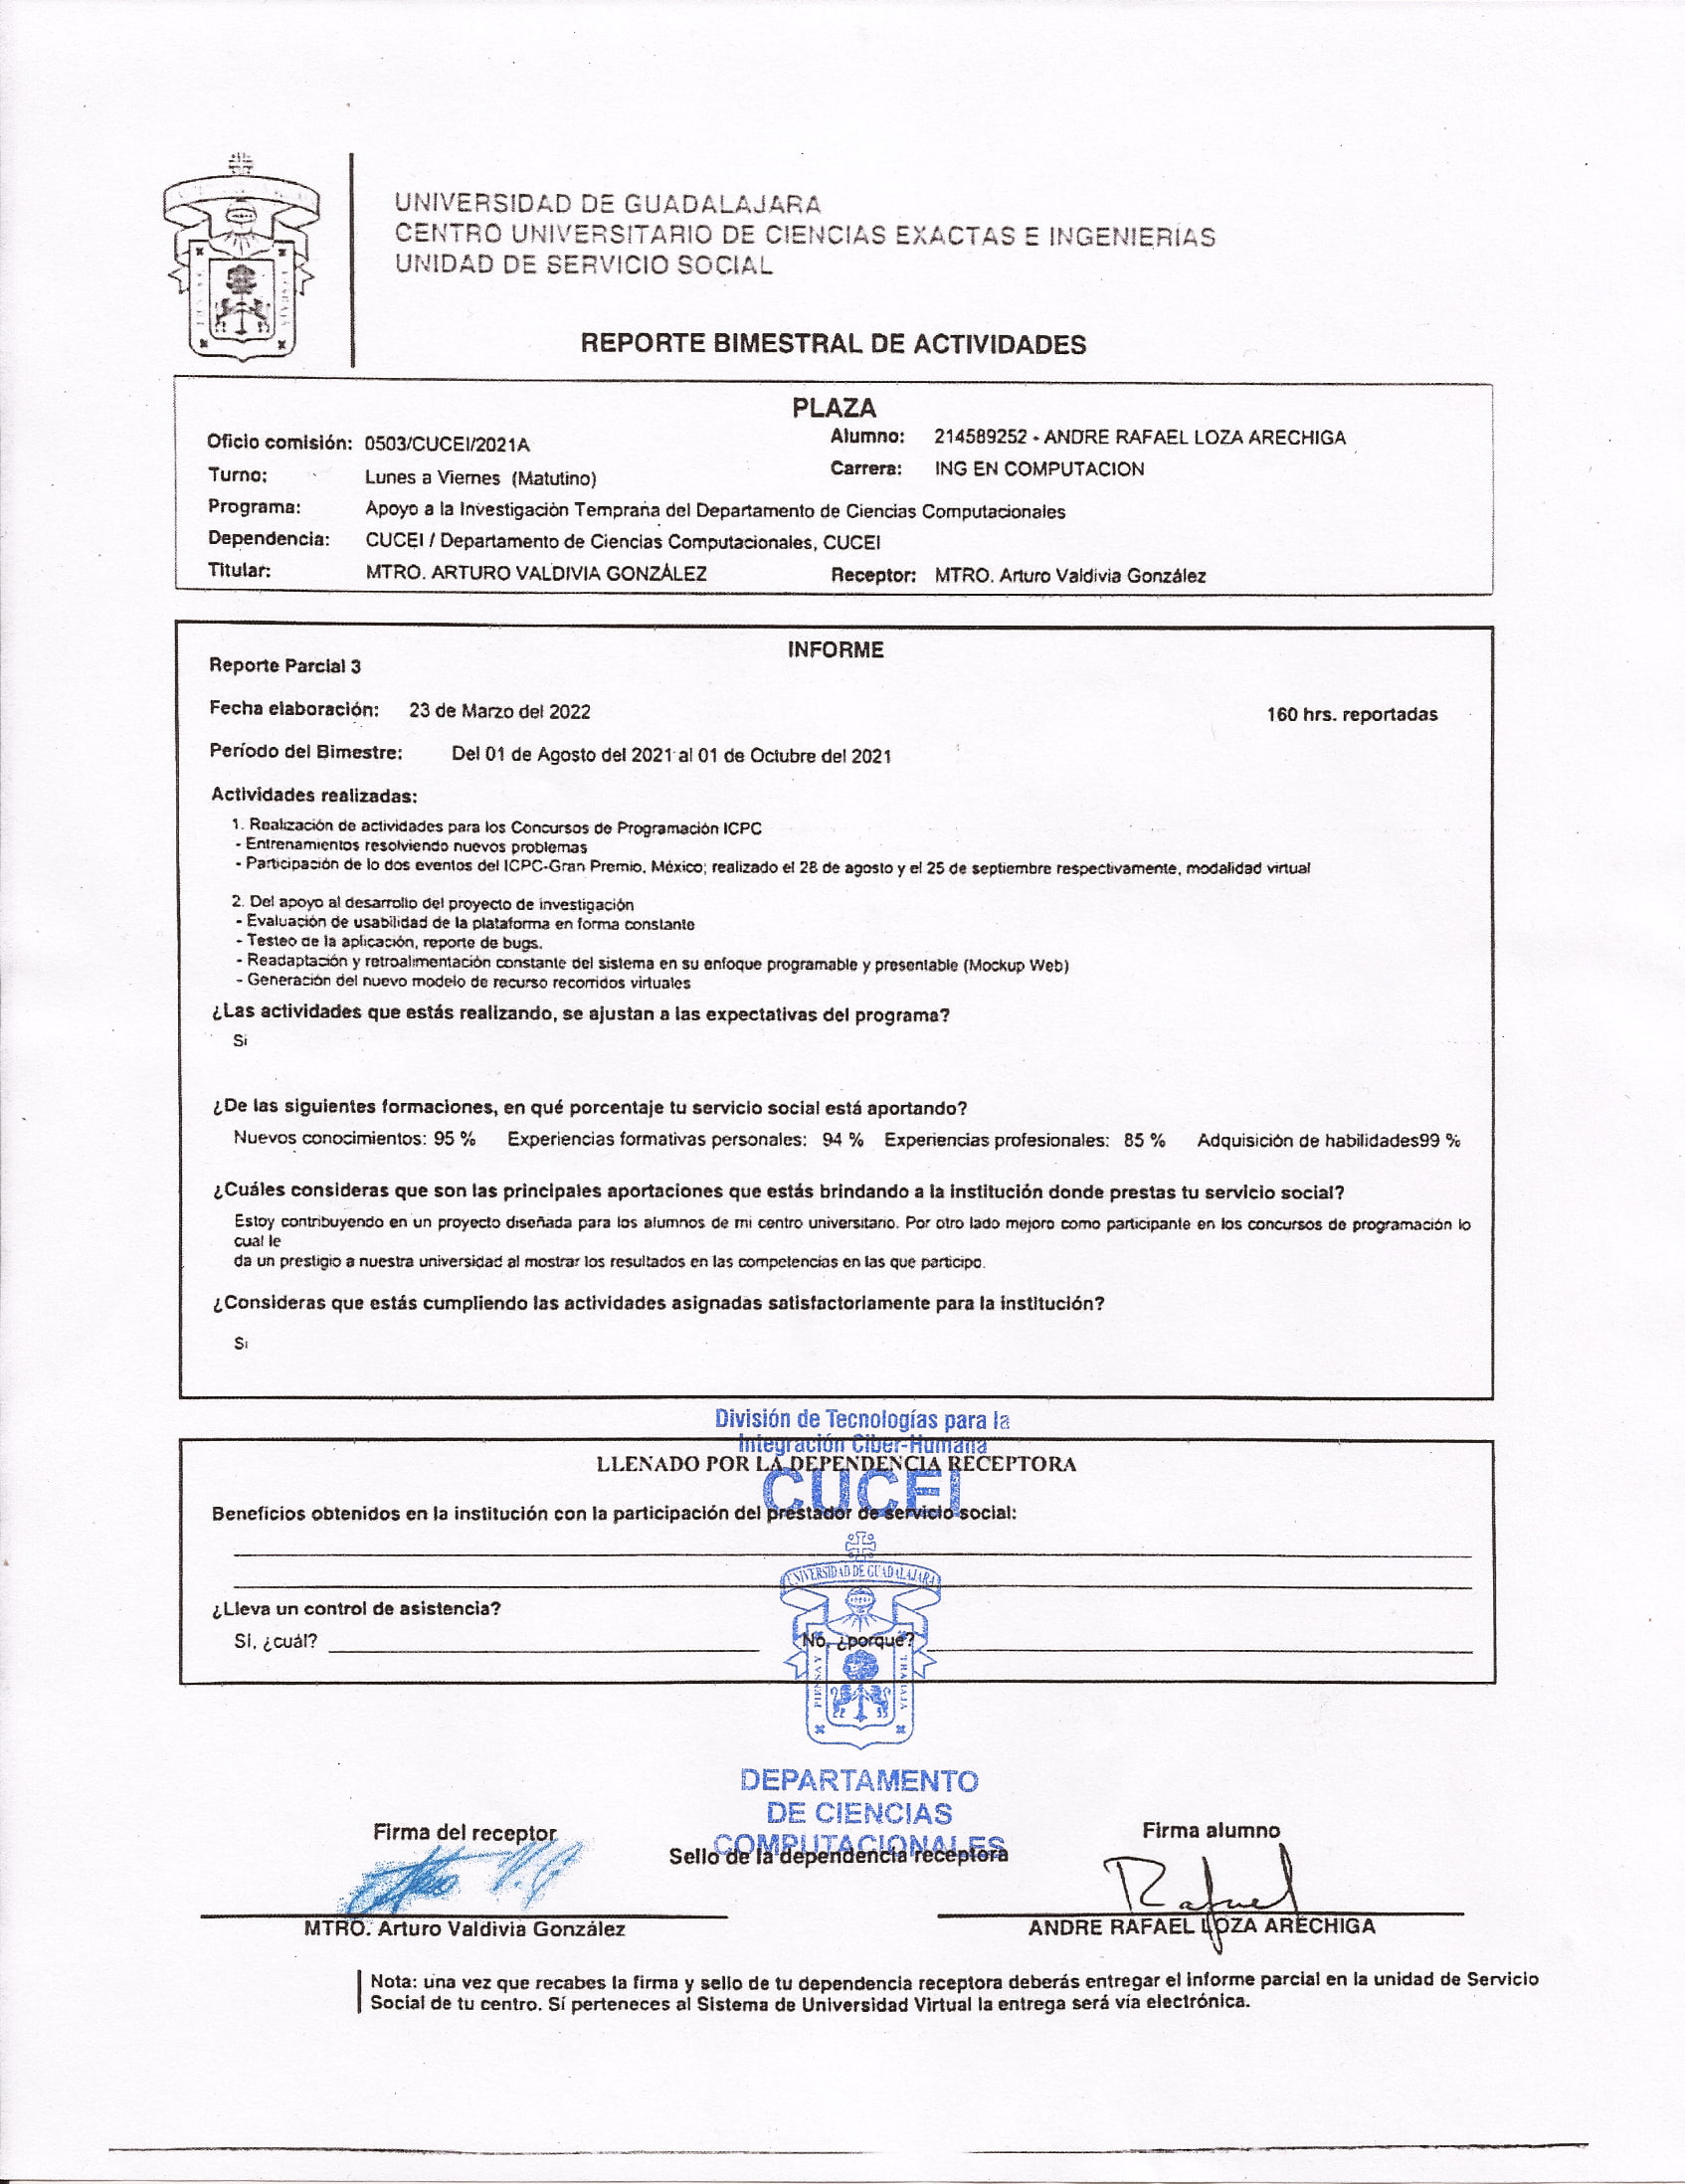 UNIVERSIDAD DE GUADALAJARA
CENTRO UNIVERSITARIO DE CIENCIAS EXACTAS E INGENIERÍAS
UNIDAD DE SERVICIO SOCIAL
REPORTE BIMESTRAL DE ACTIVIDADES
PLAZA
Oficio comisión: 0503/CUCEI/2021A
Alumno: 214589252 - ANDRE RAFAEL LOZA ARECHIGA
Turno: Lunes a Viernes (Matutino)
Carrera: ING EN COMPUTACION
Programa: Apoyo a la Investigación Temprana del Departamento de Ciencias Computacionales
Dependencia: CUCEI / Departamento de Ciencias Computacionales, CUCEI
Titular: MTRO. ARTURO VALDIVIA GONZÁLEZ
Receptor: MTRO. Arturo Valdivia González
INFORME
Reporte Parcial 3
Fecha elaboración: 23 de Marzo del 2022
160 hrs. reportadas
Período del Bimestre: Del 01 de Agosto del 2021 al 01 de Octubre del 2021
Actividades realizadas:
1. Realización de actividades para los Concursos de Programación ICPC
- Entrenamientos resolviendo nuevos problemas
- Participación de lo dos eventos del ICPC-Gran Premio, México; realizado el 28 de agosto y el 25 de septiembre respectivamente, modalidad virtual
2. Del apoyo al desarrollo del proyecto de investigación
- Evaluación de usabilidad de la plataforma en forma constante
- Testeo de la aplicación, reporte de bugs.
- Readaptación y retroalimentación constante del sistema en su enfoque programable y presentable (Mockup Web)
- Generación del nuevo modelo de recurso recorridos virtuales
¿Las actividades que estás realizando, se ajustan a las expectativas del programa?
Si
¿De las siguientes formaciones, en qué porcentaje tu servicio social está aportando?
Nuevos conocimientos: 95 % Experiencias formativas personales: 94 % Experiencias profesionales: 85 % Adquisición de habilidades99 %
¿Cuáles consideras que son las principales aportaciones que estás brindando a la institución donde prestas tu servicio social?
Estoy contribuyendo en un proyecto diseñada para los alumnos de mi centro universitario. Por otro lado mejoro como participante en los concursos de programación lo
cual le
da un prestigio a nuestra universidad al mostrar los resultados en las competencias en las que participo.
¿Consideras que estás cumpliendo las actividades asignadas satisfactoriamente para la institución?
Si
División de Tecnologías para la
Integración Ciber-Humana
LLENADO POR LA DEPENDENCIA RECEPTORA
CUCEI
Beneficios obtenidos en la institución con la participación del prestador de servicio social:
UNIVERSIDAD DE GUADALAJARA
¿Lleva un control de asistencia?
Sí, ¿cuál?
No, ¿porque?
PIENSA Y
TRABAJA
DEPARTAMENTO
DE CIENCIAS
COMPUTACIONALES
Firma del receptor
Sello de la dependencia receptora
Firma alumno
Rafael
MTRO. Arturo Valdivia González
ANDRE RAFAEL LOZA ARECHIGA
Nota: una vez que recabes la firma y sello de tu dependencia receptora deberás entregar el informe parcial en la unidad de Servicio
Social de tu centro. Sí perteneces al Sistema de Universidad Virtual la entrega será vía electrónica.